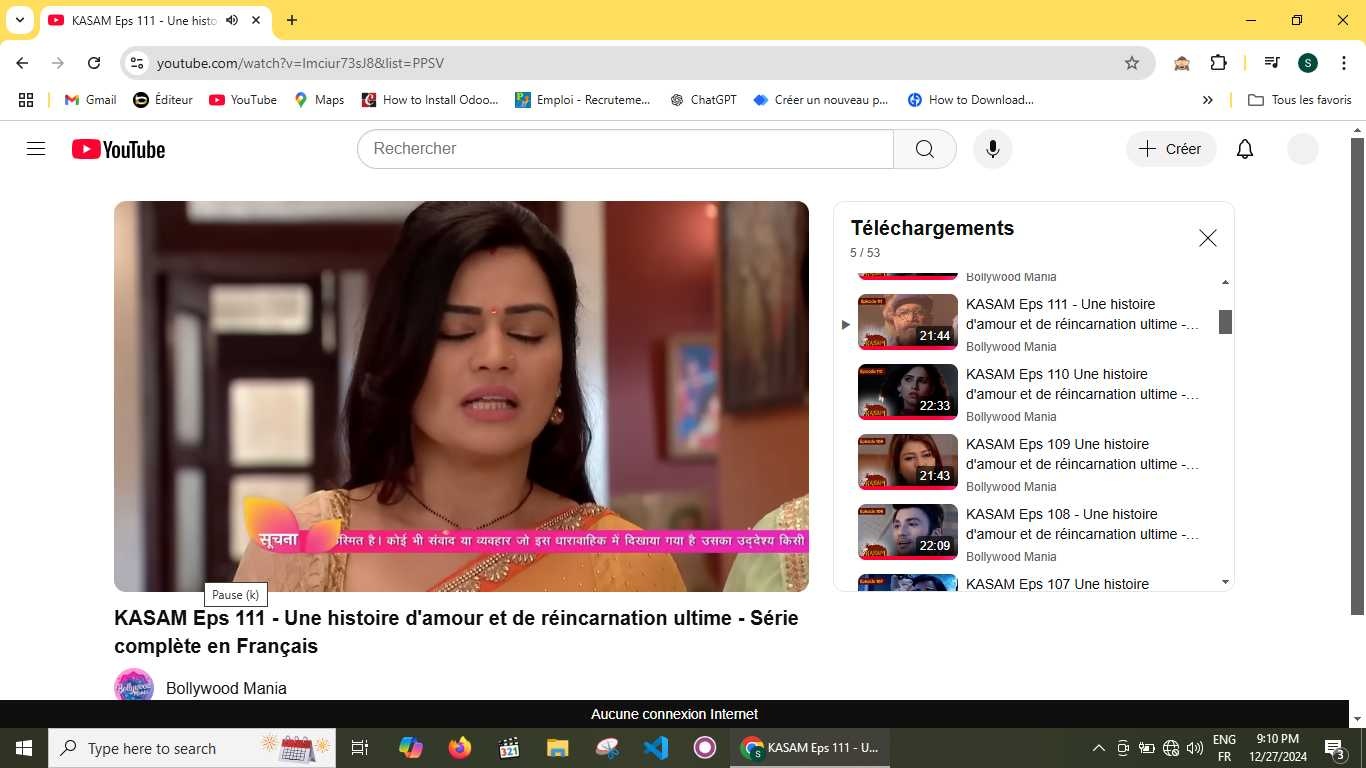 KASAM Eps 111 - Une histo
youtube.com/watch?v=Imciur73sJ8&list=PPSV
S
Gmail
Éditeur
YouTube
Maps
How to Install Odoo...
Emploi - Recruteme...
ChatGPT
Créer un nouveau p...
How to Download...
Tous les favoris
YouTube
Rechercher
Créer
Téléchargements
5 / 53
Bollywood Mania
KASAM Eps 111 - Une histoire
d'amour et de réincarnation ultime -...
21:44
Bollywood Mania
KASAM Eps 110 Une histoire
d'amour et de réincarnation ultime -...
22:33
Bollywood Mania
KASAM Eps 109 Une histoire
d'amour et de réincarnation ultime -...
21:43
Bollywood Mania
KASAM Eps 108 - Une histoire
d'amour et de réincarnation ultime -...
22:09
Bollywood Mania
KASAM Eps 107 Une histoire
सूचना
है। कोई भी संवाद या व्यवहार जो इस धारावाहिक में दिखाया गया है उसका उद्देश्य किसी
Pause (k)
KASAM Eps 111 - Une histoire d'amour et de réincarnation ultime - Série
complète en Français
Bollywood Mania
Aucune connexion Internet
Type here to search
KASAM Eps 111 - U...
ENG
FR
9:10 PM
12/27/2024
3